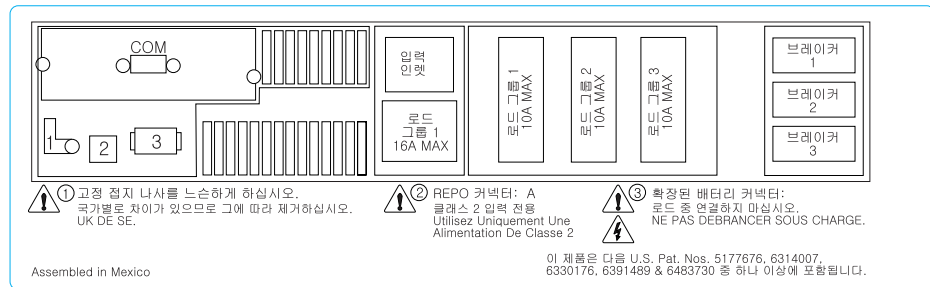 COM
1
2
3
입력
인렛
로드
그룹 1
16A MAX
로드 그룹 1
10A MAX
로드 그룹 2
10A MAX
로드 그룹 3
10A MAX
브레이커
1
브레이커
2
브레이커
3
① 고정 접지 나사를 느슨하게 하십시오.
국가별로 차이가 있으므로 그에 따라 제거하십시오.
UK DE SE.
② REPO 커넥터: A
클래스 2 입력 전용
Utilisez Uniquement Une
Alimentation De Classe 2
③ 확장된 배터리 커넥터:
로드 중 연결하지 마십시오,
NE PAS DEBRANCER SOUS CHARGE.
Assembled in Mexico
이 제품은 다음 U.S. Pat. Nos. 5177676, 6314007,
6330176, 6391489 & 6483730 중 하나 이상에 포함됩니다.